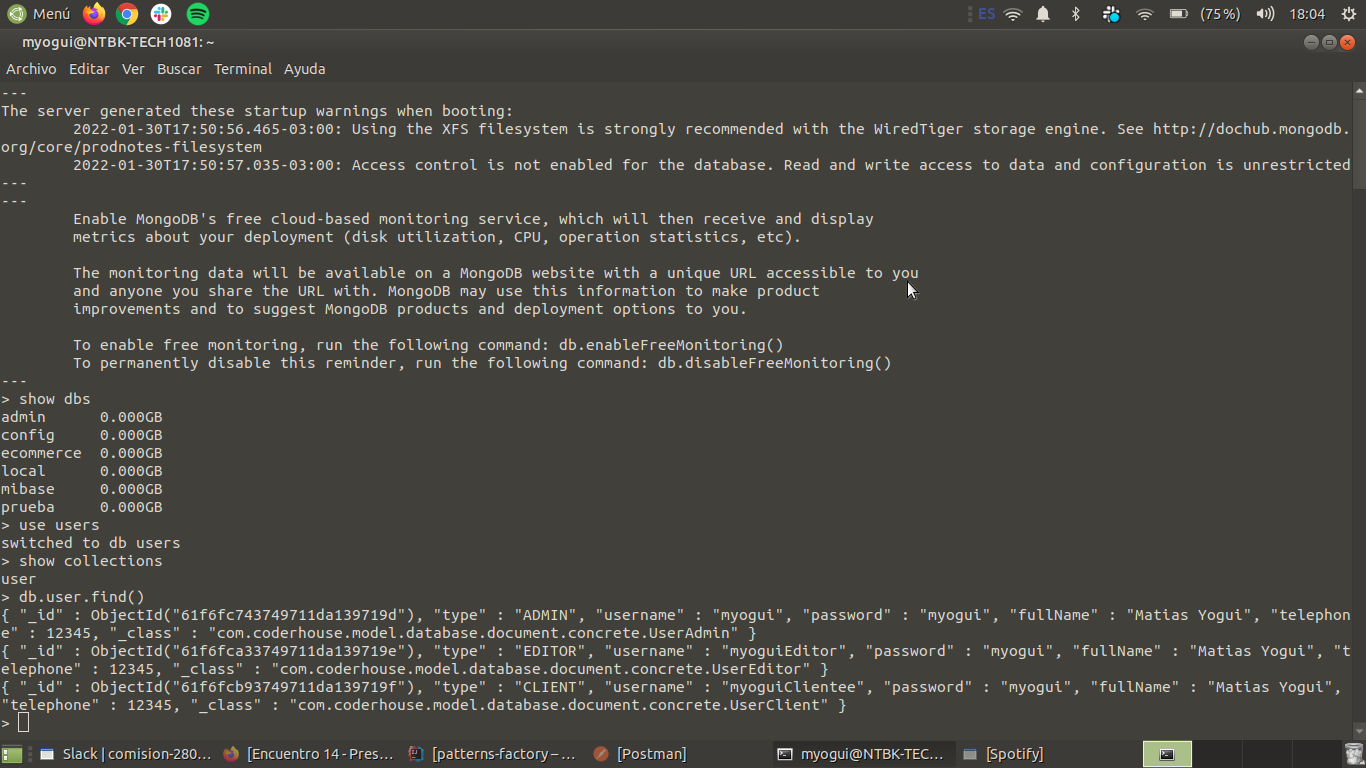 Menú ES (75%) 18:04
myogui@NTBK-TECH1081: ~
Archivo Editar Ver Buscar Terminal Ayuda
---
The server generated these startup warnings when booting:
        2022-01-30T17:50:56.465-03:00: Using the XFS filesystem is strongly recommended with the WiredTiger storage engine. See http://dochub.mongodb.
org/core/prodnotes-filesystem
        2022-01-30T17:50:57.035-03:00: Access control is not enabled for the database. Read and write access to data and configuration is unrestricted
---
---
        Enable MongoDB's free cloud-based monitoring service, which will then receive and display
        metrics about your deployment (disk utilization, CPU, operation statistics, etc).

        The monitoring data will be available on a MongoDB website with a unique URL accessible to you
        and anyone you share the URL with. MongoDB may use this information to make product
        improvements and to suggest MongoDB products and deployment options to you.

        To enable free monitoring, run the following command: db.enableFreeMonitoring()
        To permanently disable this reminder, run the following command: db.disableFreeMonitoring()
---
> show dbs
admin      0.000GB
config     0.000GB
ecommerce  0.000GB
local      0.000GB
mibase     0.000GB
prueba     0.000GB
> use users
switched to db users
> show collections
user
> db.user.find()
{ "_id" : ObjectId("61f6fc743749711da139719d"), "type" : "ADMIN", "username" : "myogui", "password" : "myogui", "fullName" : "Matias Yogui", "telephon
e" : 12345, "_class" : "com.coderhouse.model.database.document.concrete.UserAdmin" }
{ "_id" : ObjectId("61f6fca33749711da139719e"), "type" : "EDITOR", "username" : "myoguiEditor", "password" : "myogui", "fullName" : "Matias Yogui", "t
elephone" : 12345, "_class" : "com.coderhouse.model.database.document.concrete.UserEditor" }
{ "_id" : ObjectId("61f6fcb93749711da139719f"), "type" : "CLIENT", "username" : "myoguiClientee", "password" : "myogui", "fullName" : "Matias Yogui", 
"telephone" : 12345, "_class" : "com.coderhouse.model.database.document.concrete.UserClient" }
>
Slack | comision-280... [Encuentro 14 - Pres... [patterns-factory – ... [Postman] myogui@NTBK-TEC... [Spotify]